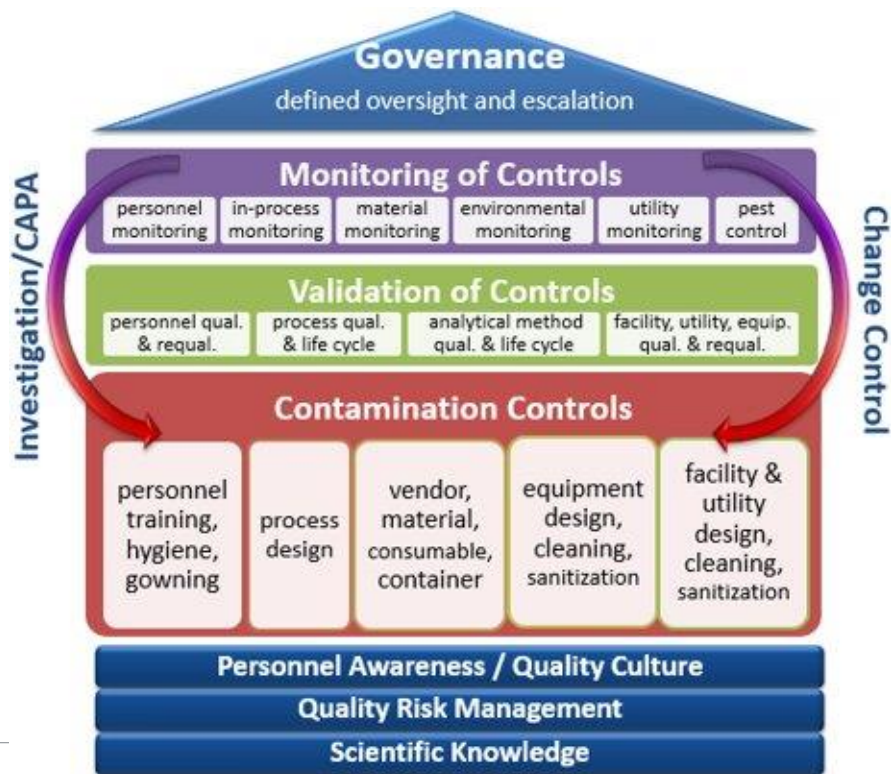 Governance
defined oversight and escalation
Investigation/CAPA
Change Control
Monitoring of Controls
personnel
monitoring
in-process
monitoring
material
monitoring
environmental
monitoring
utility
monitoring
pest
control
Validation of Controls
personnel qual.
& requal.
process qual.
& life cycle
analytical method
qual. & life cycle
facility, utility, equip.
qual. & requal.
Contamination Controls
personnel
training,
hygiene,
gowning
process
design
vendor,
material,
consumable,
container
equipment
design,
cleaning,
sanitization
facility &
utility
design,
cleaning,
sanitization
Personnel Awareness / Quality Culture
Quality Risk Management
Scientific Knowledge